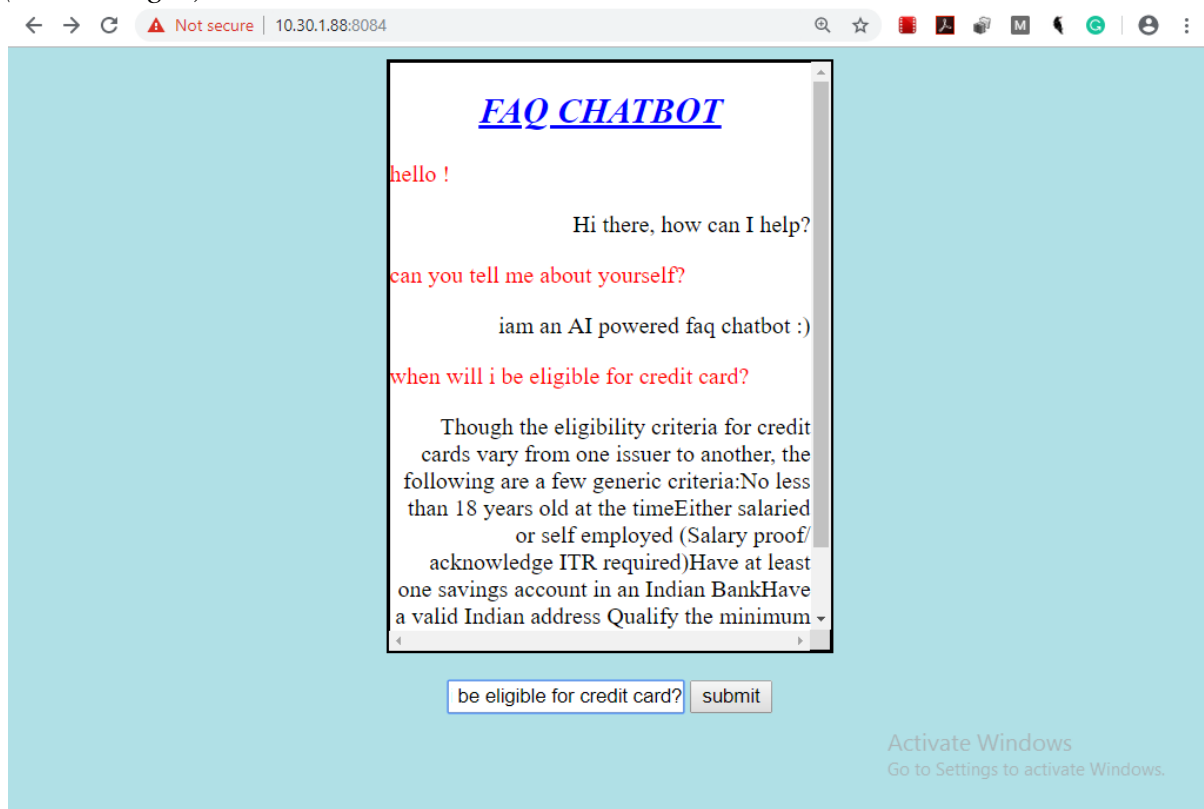 Not secure | 10.30.1.88:8084
FAQ CHATBOT
hello !
Hi there, how can I help?
can you tell me about yourself?
iam an AI powered faq chatbot :)
when will i be eligible for credit card?
Though the eligibility criteria for credit
cards vary from one issuer to another, the
following are a few generic criteria:No less
than 18 years old at the timeEither salaried
or self employed (Salary proof/
acknowledge ITR required)Have at least
one savings account in an Indian BankHave
a valid Indian address Qualify the minimum
be eligible for credit card? submit
Activate Windows
Go to Settings to activate Windows.